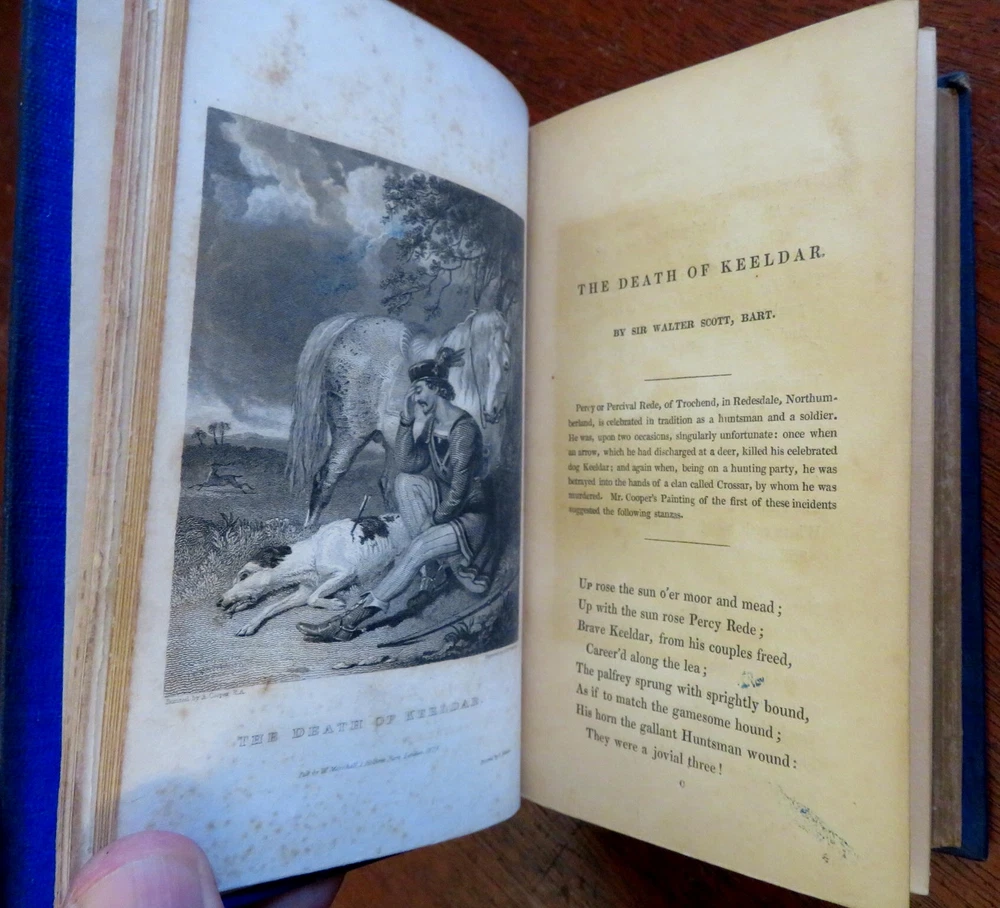 Painted by A. Cooper R.A.
THE DEATH OF KEELDAR.
THE DEATH OF KEELDAR.
BY SIR WALTER SCOTT, BART.
Percy or Percival Rede, of Trochend, in Redesdale, Northum-
berland, is celebrated in tradition as a huntsman and a soldier.
He was, upon two occasions, singularly unfortunate: once when
an arrow, which he had discharged at a deer, killed his celebrated
dog Keeldar; and again when, being on a hunting party, he was
betrayed into the hands of a clan called Crossar, by whom he was
murdered. Mr. Cooper's Painting of the first of these incidents
suggested the following stanzas.
UP rose the sun o'er moor and mead;
Up with the sun rose Percy Rede;
Brave Keeldar, from his couples freed,
Career'd along the lea;
The palfrey sprung with sprightly bound,
As if to match the gamesome hound;
His horn the gallant Huntsman wound:
They were a jovial three!